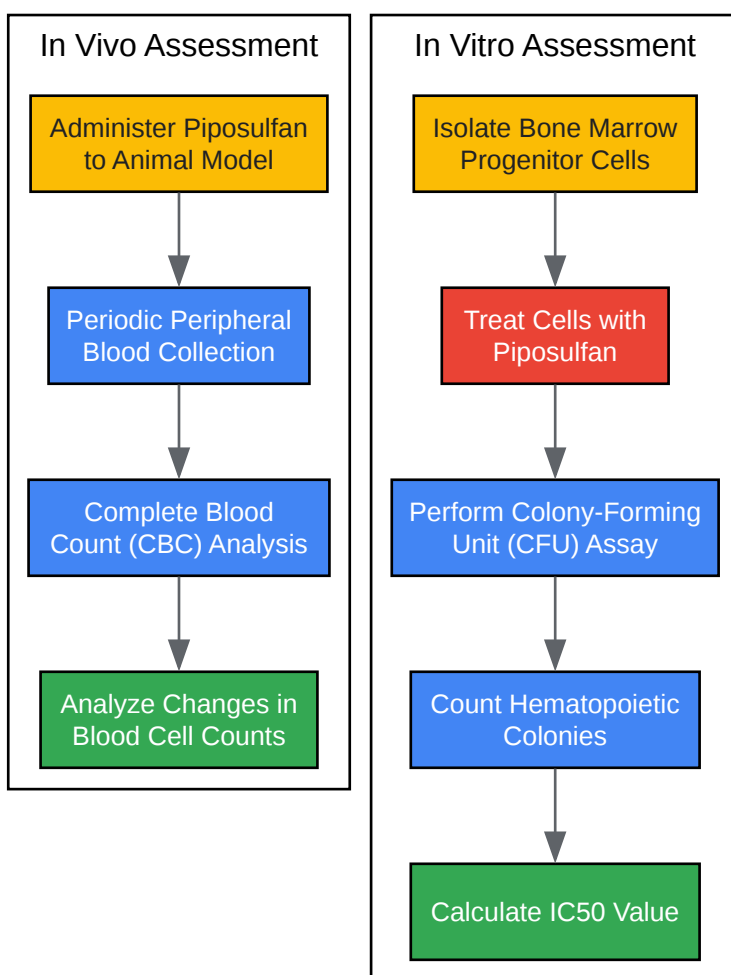 In Vivo Assessment
Administer Piposulfan
to Animal Model
Periodic Peripheral
Blood Collection
Complete Blood
Count (CBC) Analysis
Analyze Changes in
Blood Cell Counts
In Vitro Assessment
Isolate Bone Marrow
Progenitor Cells
Treat Cells with
Piposulfan
Perform Colony-Forming
Unit (CFU) Assay
Count Hematopoietic
Colonies
Calculate IC50 Value